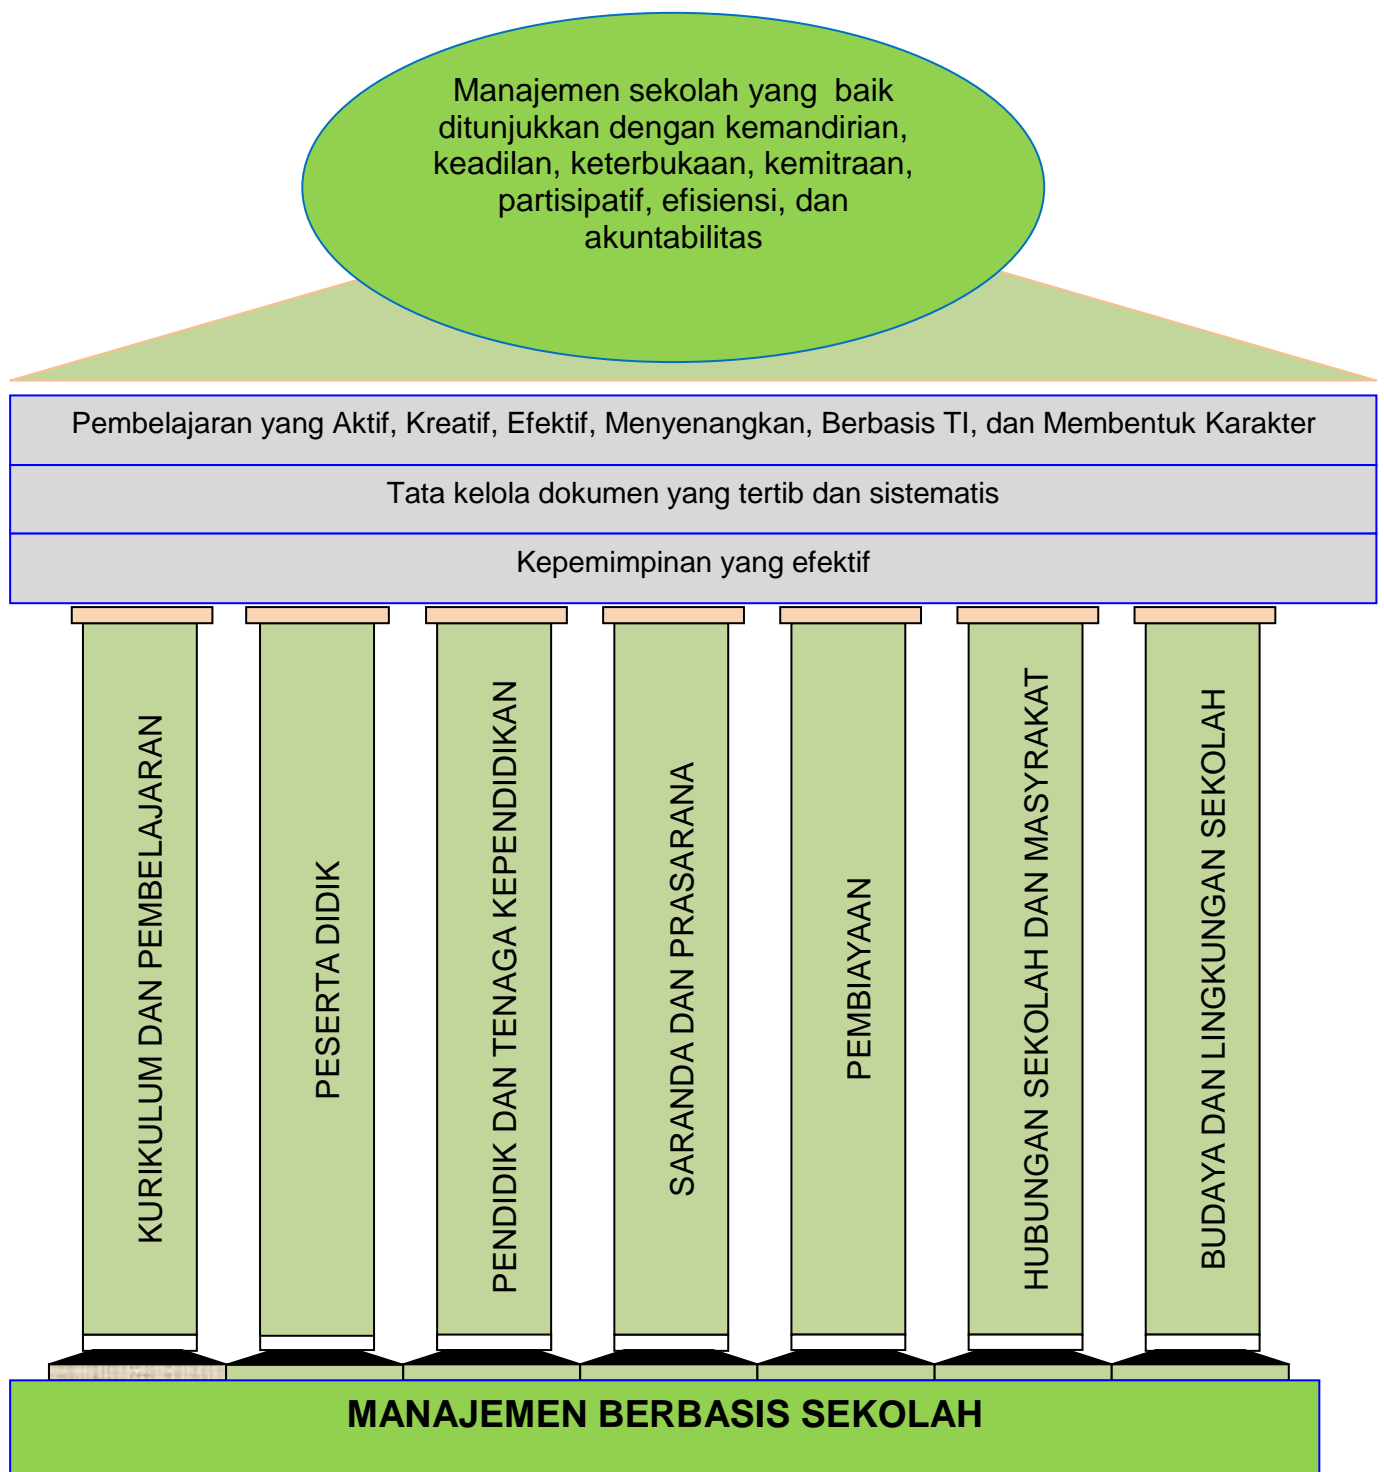 Manajemen sekolah yang baik
ditunjukkan dengan kemandirian,
keadilan, keterbukaan, kemitraan,
partisipatif, efisiensi, dan
akuntabilitas
Pembelajaran yang Aktif, Kreatif, Efektif, Menyenangkan, Berbasis TI, dan Membentuk Karakter
Tata kelola dokumen yang tertib dan sistematis
Kepemimpinan yang efektif
KURIKULUM DAN PEMBELAJARAN
PESERTA DIDIK
PENDIDIK DAN TENAGA KEPENDIDIKAN
SARANDA DAN PRASARANA
PEMBIAYAAN
HUBUNGAN SEKOLAH DAN MASYRAKAT
BUDAYA DAN LINGKUNGAN SEKOLAH
MANAJEMEN BERBASIS SEKOLAH